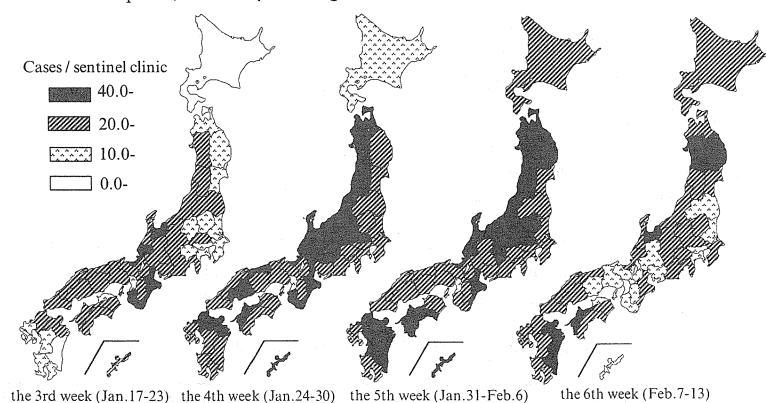 Cases / sentinel clinic
40.0-
20.0-
10.0-
0.0-
the 3rd week (Jan.17-23) the 4th week (Jan.24-30) the 5th week (Jan.31-Feb.6) the 6th week (Feb.7-13)